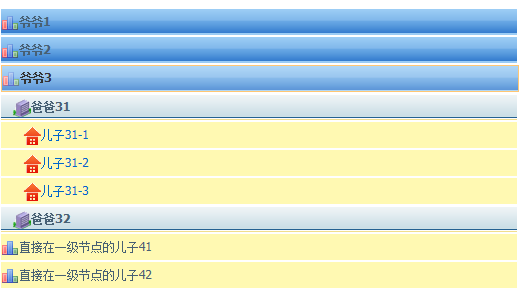 爷爷1
爷爷2
爷爷3
爸爸31
儿子31-1
儿子31-2
儿子31-3
爸爸32
直接在一级节点的儿子41
直接在一级节点的儿子42